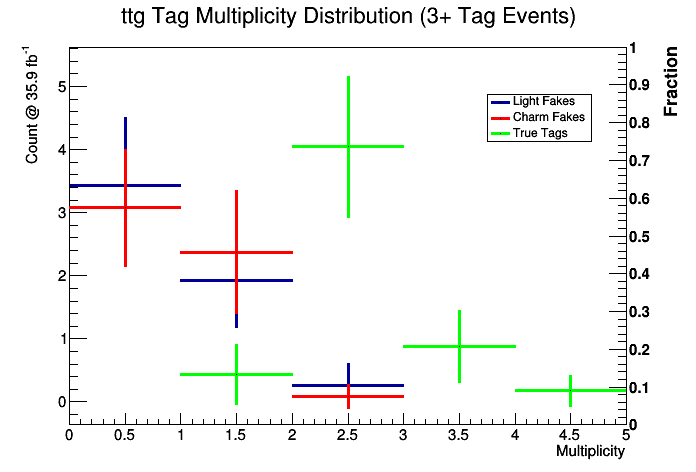 ttg Tag Multiplicity Distribution (3+ Tag Events)
Count @ 35.9 fb⁻¹
Fraction
Light Fakes
Charm Fakes
True Tags
5
4
3
2
1
0
1
0.9
0.8
0.7
0.6
0.5
0.4
0.3
0.2
0.1
0
0 0.5 1 1.5 2 2.5 3 3.5 4 4.5 5
Multiplicity